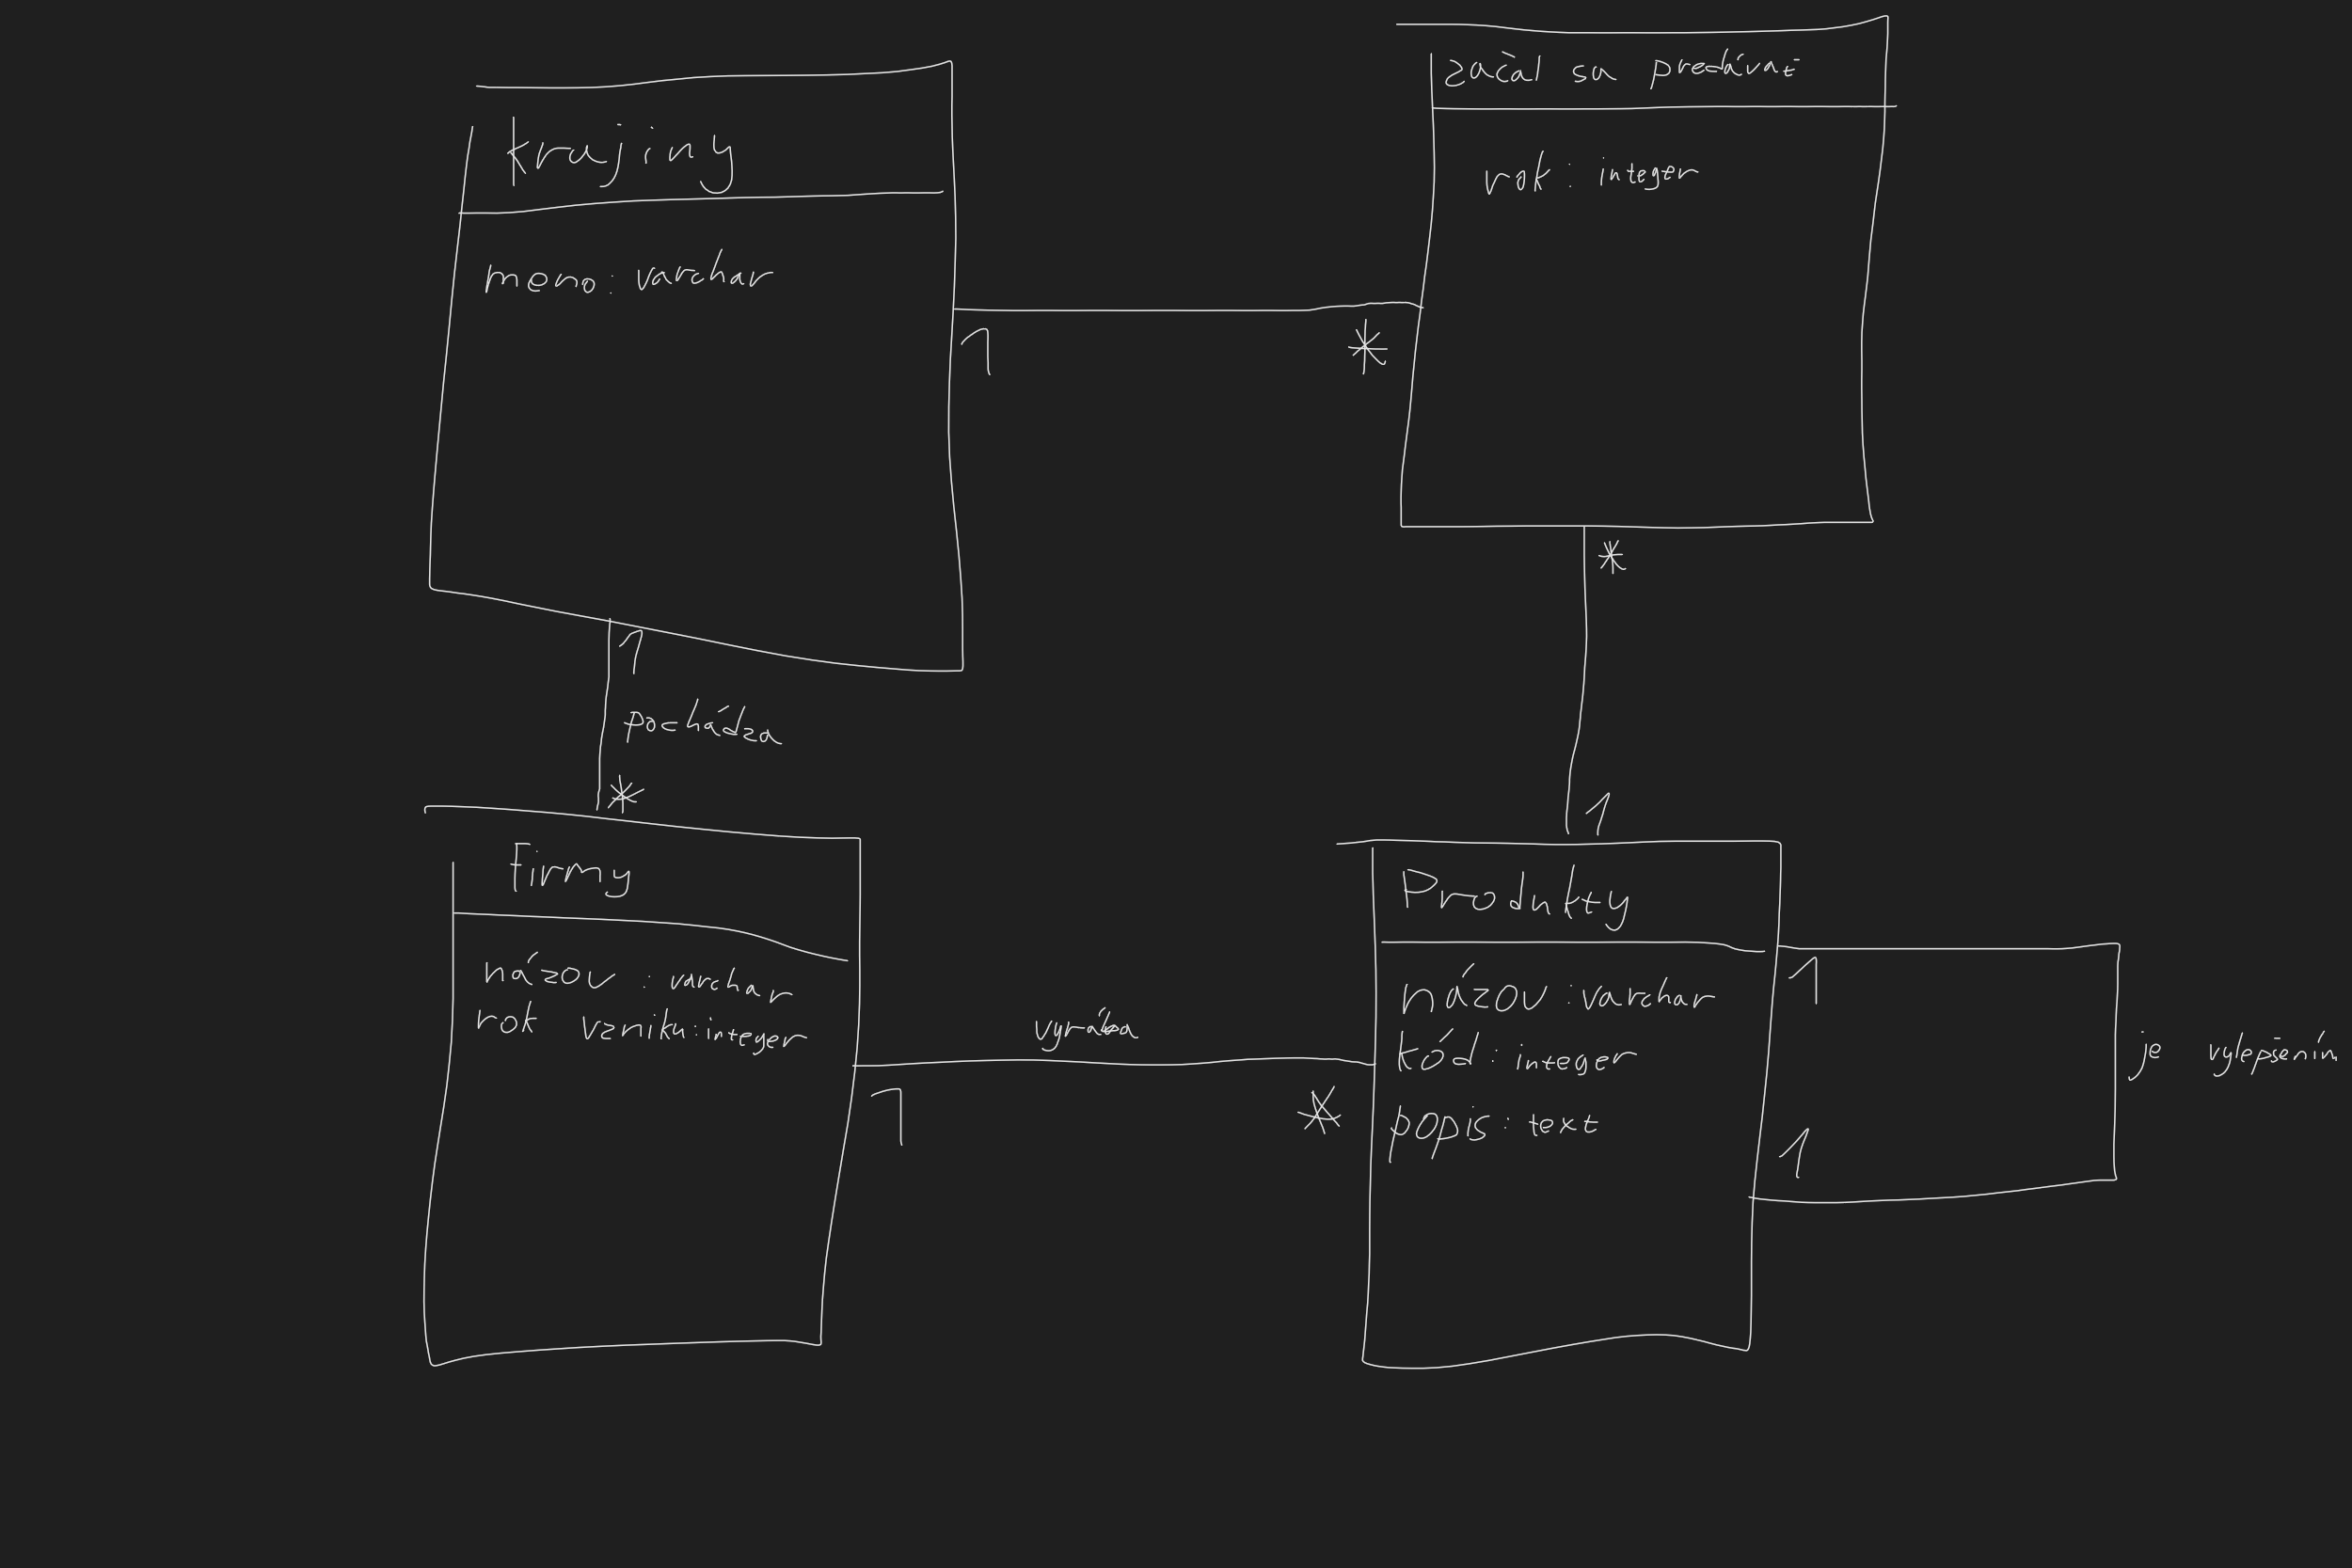 krajiny
meno: varchar
začal sa predávať
rok: integer
1
*
*
1
pochádza
*
1
Firmy
názov: varchar
rok vzniku: integer
vyrába
1
*
Produkty
názov: varchar
kód: integer
popis: text
1
1
je vylepšením